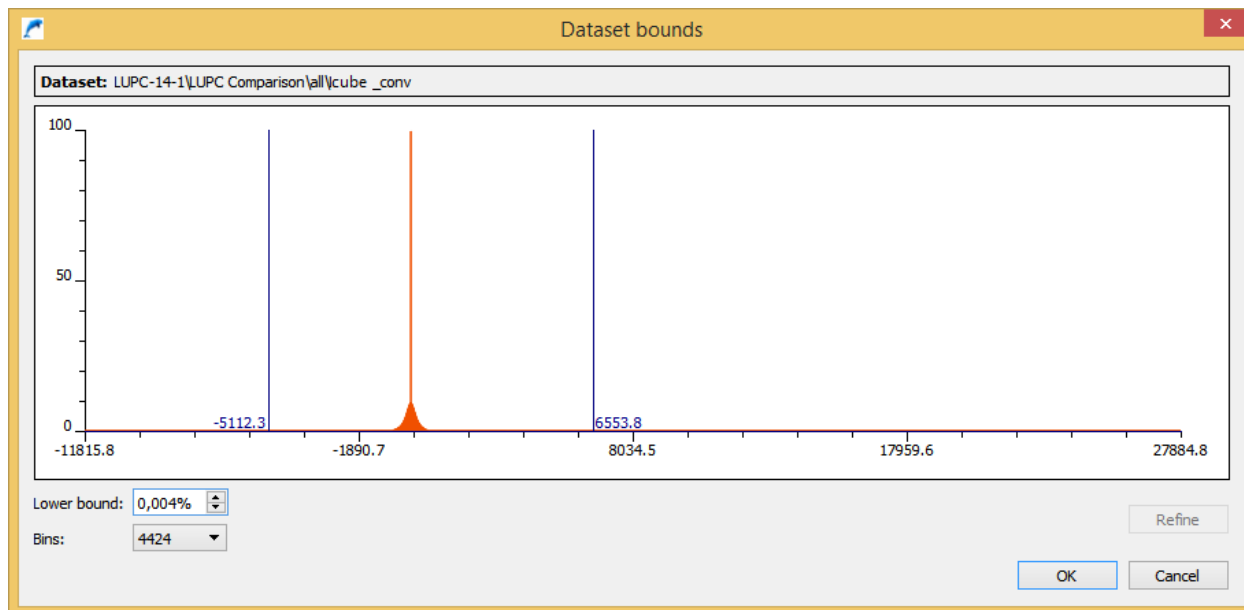 Dataset bounds
Dataset: LUPC-14-1\LUPC Comparison\all\Icube _conv
100
50
0
-5112.3
6553.8
-11815.8 -1890.7 8034.5 17959.6 27884.8
Lower bound: 0,004%
Refine
Bins: 4424
OK Cancel